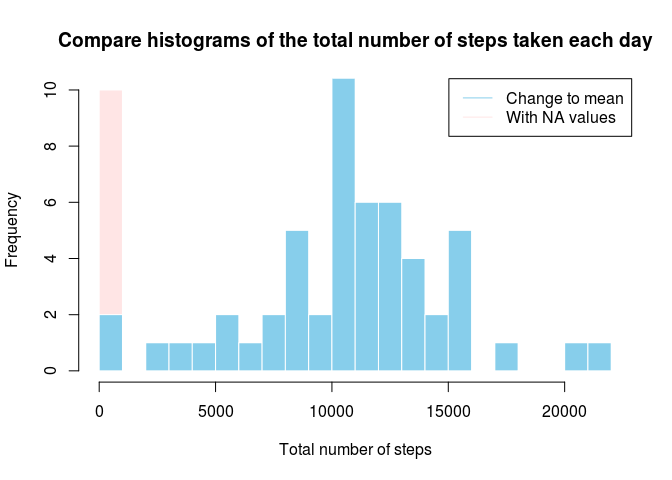 Compare histograms of the total number of steps taken each day
Change to mean
With NA values
Frequency
10
8
6
4
2
0
0 5000 10000 15000 20000
Total number of steps